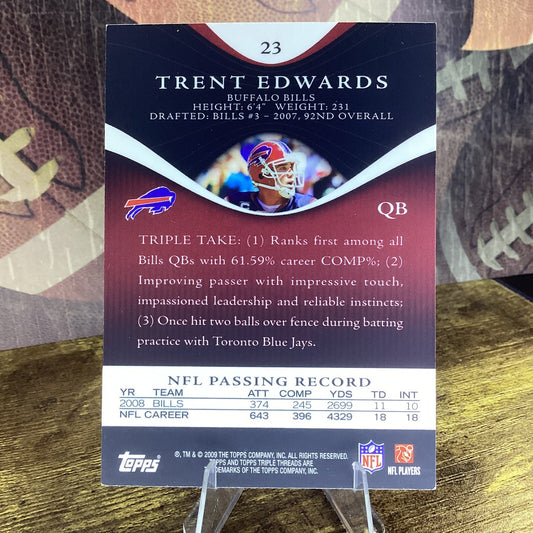 23
TRENT EDWARDS
BUFFALO BILLS
HEIGHT: 6'4" WEIGHT: 231
DRAFTED: BILLS #3 – 2007, 92ND OVERALL
QB
TRIPLE TAKE: (1) Ranks first among all
Bills QBs with 61.59% career COMP%; (2)
Improving passer with impressive touch,
impassioned leadership and reliable instincts;
(3) Once hit two balls over fence during batting
practice with Toronto Blue Jays.
NFL PASSING RECORD
YR TEAM ATT COMP YDS TD INT
2008 BILLS 374 245 2699 11 10
NFL CAREER 643 396 4329 18 18
Topps
®, TM & © 2009 THE TOPPS COMPANY, INC. ALL RIGHTS RESERVED.
TOPPS AND TOPPS TRIPLE THREADS ARE
TRADEMARKS OF THE TOPPS COMPANY, INC.
NFL
NFL PLAYERS